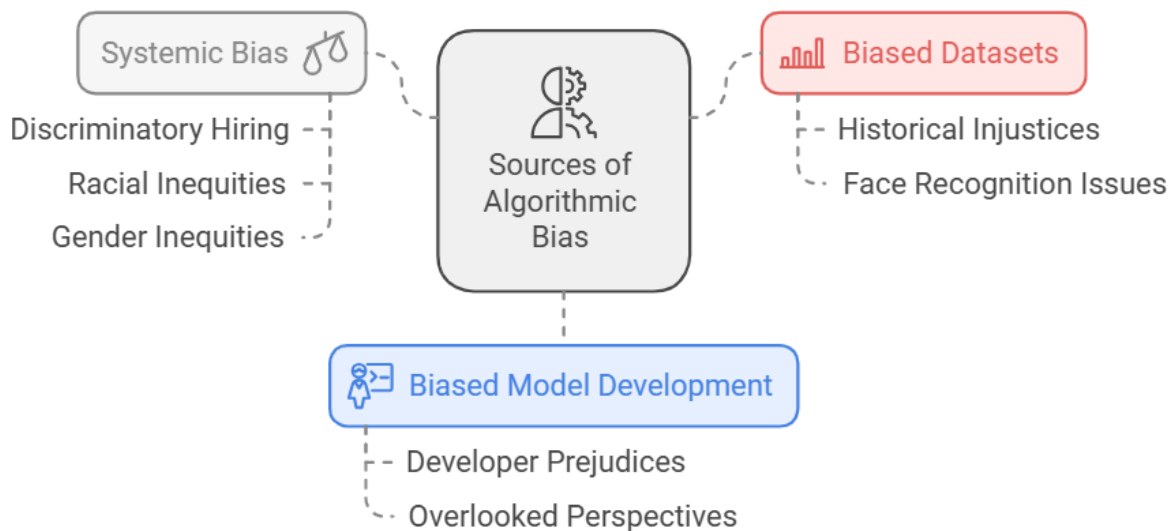 Systemic Bias
Discriminatory Hiring
Racial Inequities
Gender Inequities
Sources of
Algorithmic
Bias
Biased Datasets
Historical Injustices
Face Recognition Issues
Biased Model Development
Developer Prejudices
Overlooked Perspectives